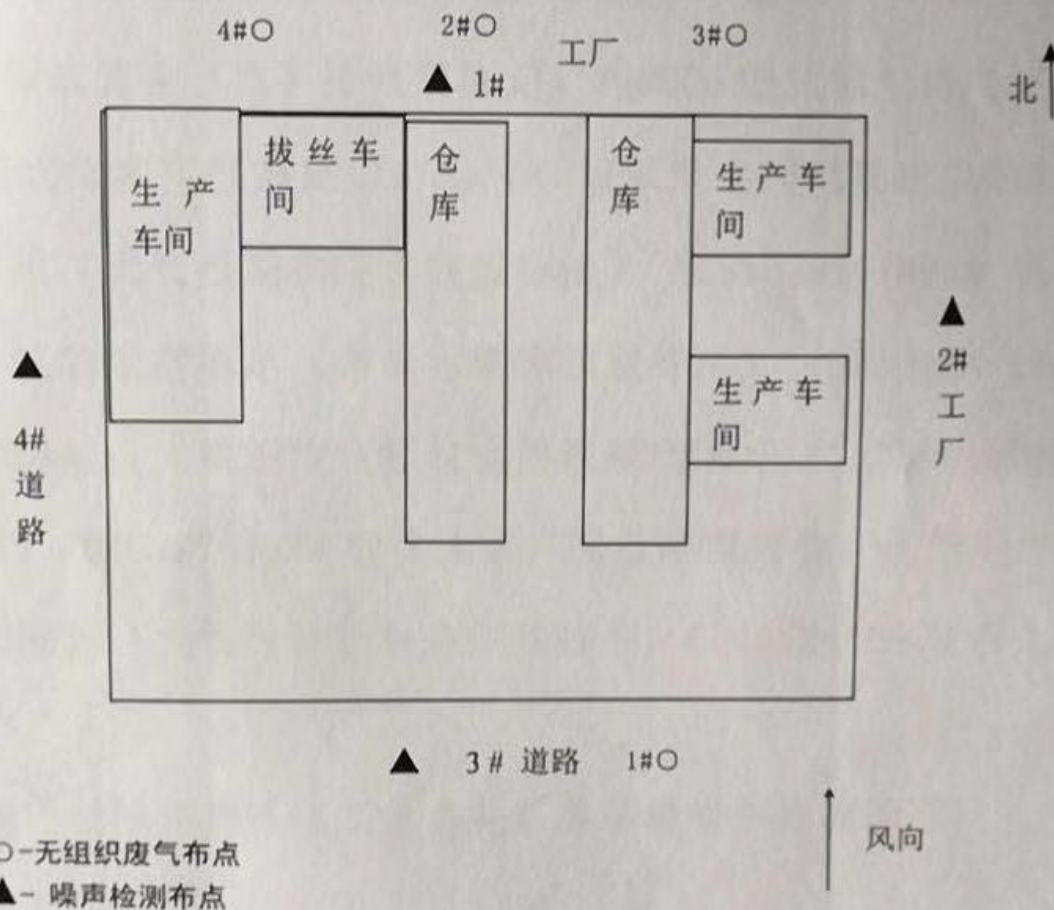 4#○
2#○
工厂
3#○
▲ 1#
北
生 产
车间
拔 丝 车
间
仓
库
仓
库
生 产 车
间
▲
2#
工
厂
▲
4#
道
路
生 产 车
间
▲ 3# 道路 1#○
风向
○-无组织废气布点
▲- 噪声检测布点